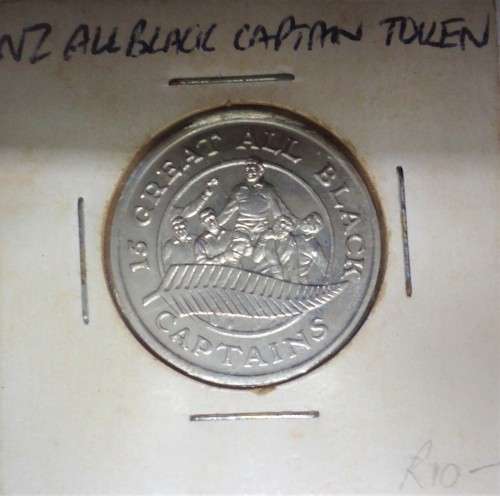 NZ ALL BLACK CAPTAIN TOKEN
15 GREAT ALL BLACK
CAPTAINS
R10-